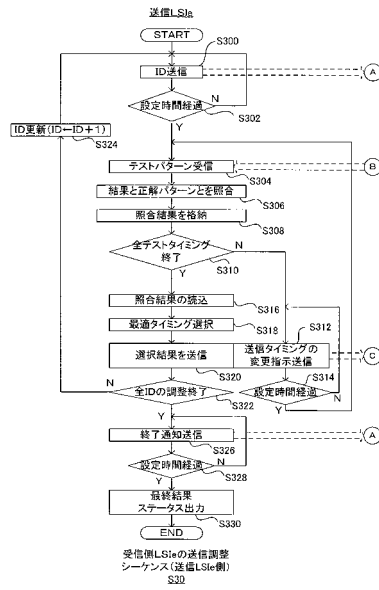 送信LSIe
START
S300
ID送信
A
設定時間経過
N
S302
Y
ID更新(ID←ID+1)
S324
テストパターン受信
B
S304
結果と正解パターンとを照合
S306
照合結果を格納
S308
全テストタイミング
終了
N
S310
Y
照合結果の読込
S316
最適タイミング選択
S318
S312
選択結果を送信
S320
送信タイミングの
変更指示送信
C
S314
N
全IDの調整終了
S322
設定時間経過
N
Y
Y
終了通知送信
S326
A
設定時間経過
N
S328
Y
最終結果
ステータス出力
S330
END
受信側LSIeの送信調整
シーケンス(送信LSIe側)
S30